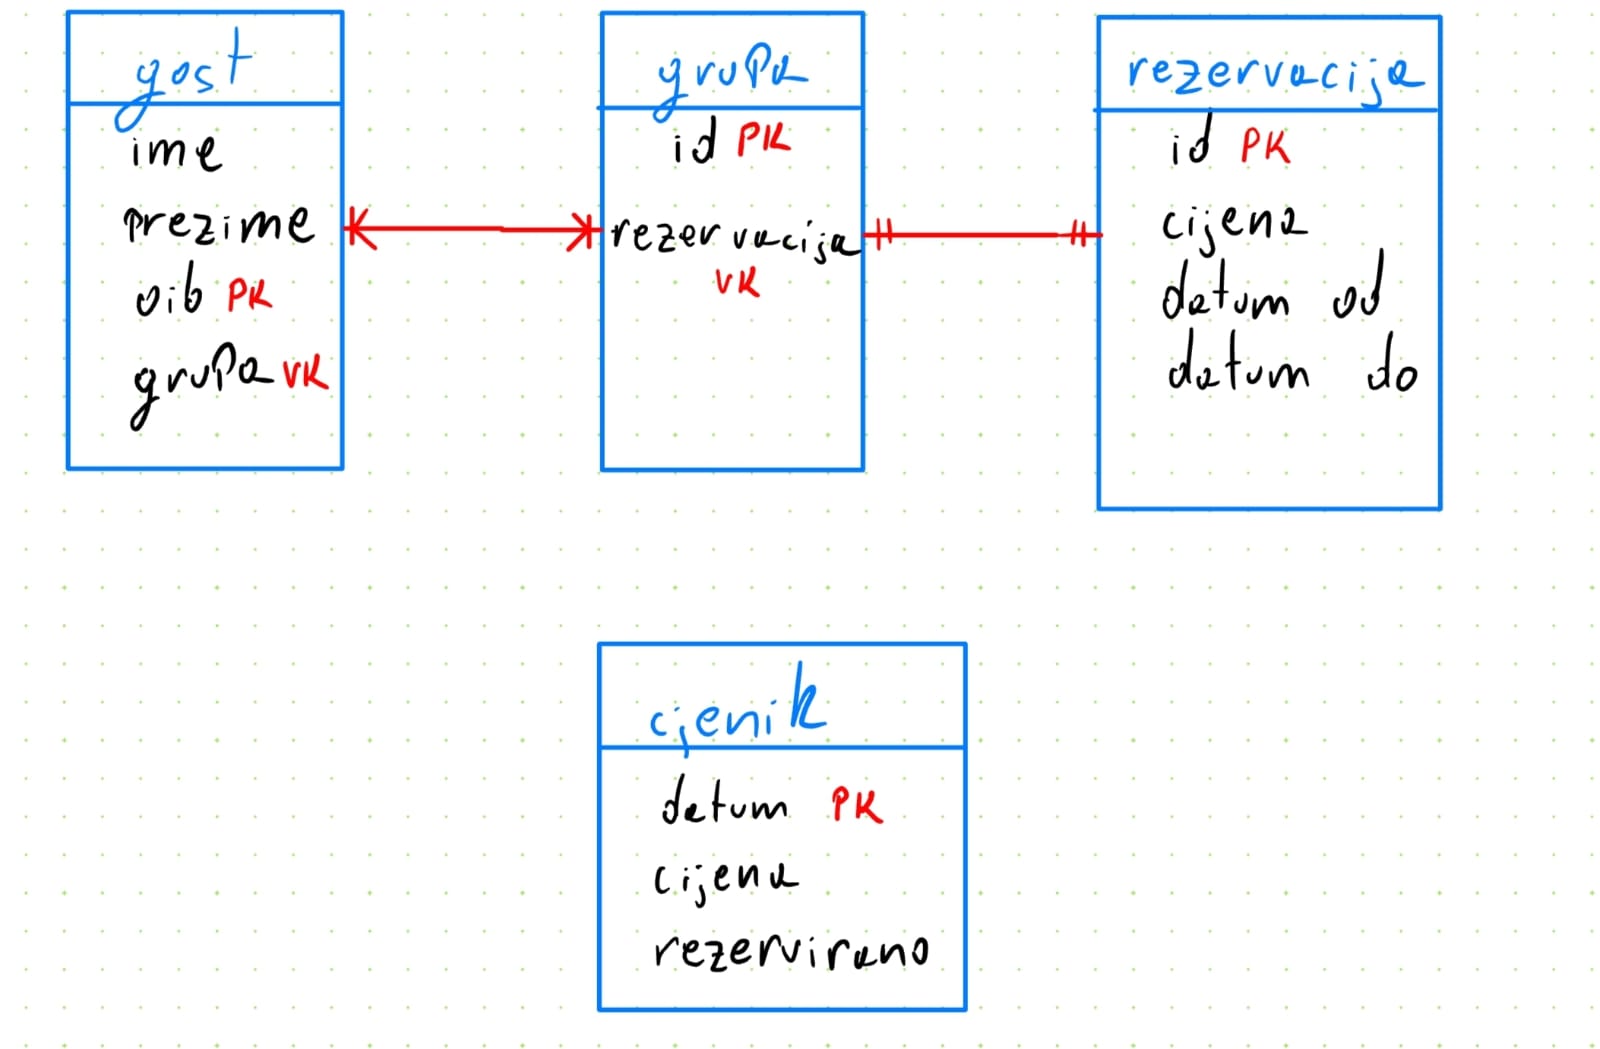 gost
ime
prezime
oib PK
grupa VK
grupa
id PK
rezervacija
VK
rezervacija
id PK
cijena
datum od
datum do
cjenik
datum PK
cijena
rezervirano